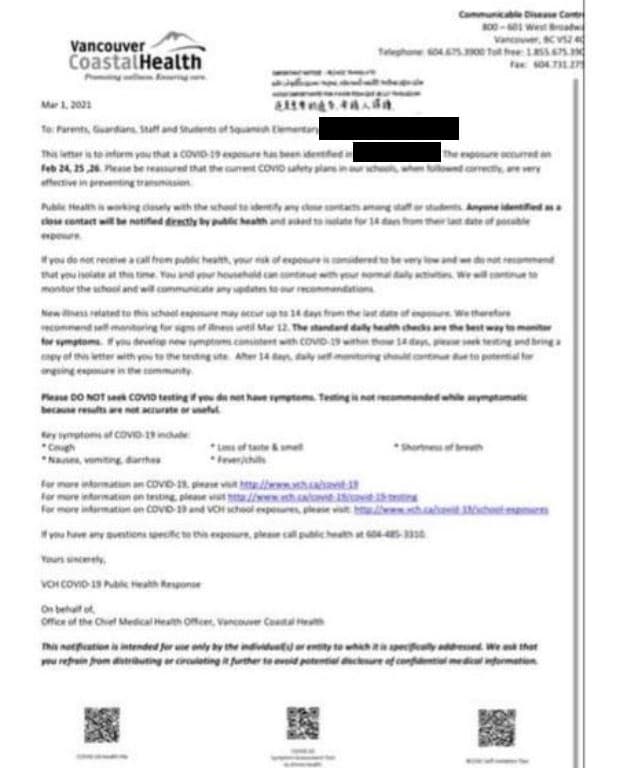 Communicable Disease Contr
800 – 601 West Broadw
Vancouver, BC V5Z 4C
Telephone: 604.675.3900 Toll free: 1.855.675.390
Fax: 604.731.275
Vancouver
CoastalHealth
Promoting wellness. Ensuring care.
Mar 1, 2021
To: Parents, Guardians, Staff and Students of Squamish Elementary
This letter is to inform you that a COVID-19 exposure has been identified in The exposure occurred on
Feb 24, 25 ,26. Please be reassured that the current COVID safety plans in our schools, when followed correctly, are very
effective in preventing transmission.
Public Health is working closely with the school to identify any close contacts among staff or students. Anyone identified as a
close contact will be notified directly by public health and asked to isolate for 14 days from their last date of possible
exposure.
If you do not receive a call from public health, your risk of exposure is considered to be very low and we do not recommend
that you isolate at this time. You and your household can continue with your normal daily activities. We will continue to
monitor the school and will communicate any updates to our recommendations.
New illness related to this school exposure may occur up to 14 days from the last date of exposure. We therefore
recommend self-monitoring for signs of illness until Mar 12. The standard daily health checks are the best way to monitor
for symptoms. If you develop new symptoms consistent with COVID-19 within those 14 days, please seek testing and bring a
copy of this letter with you to the testing site. After 14 days, daily self-monitoring should continue due to potential for
ongoing exposure in the community.
Please DO NOT seek COVID testing if you do not have symptoms. Testing is not recommended while asymptomatic
because results are not accurate or useful.
Key symptoms of COVID-19 include:
* Cough * Loss of taste & smell * Shortness of breath
* Nausea, vomiting, diarrhea * Fever/chills
For more information on COVID-19, please visit http://www.vch.ca/covid-19
For more information on testing, please visit http://www.vch.ca/covid-19/covid-19-testing
For more information on COVID-19 and VCH school exposures, please visit: http://www.vch.ca/covid-19/school-exposures
If you have any questions specific to this exposure, please call public health at 604-485-3310.
Yours sincerely,
VCH COVID-19 Public Health Response
On behalf of,
Office of the Chief Medical Health Officer, Vancouver Coastal Health
This notification is intended for use only by the individual(s) or entity to which it is specifically addressed. We ask that
you refrain from distributing or circulating it further to avoid potential disclosure of confidential medical information.